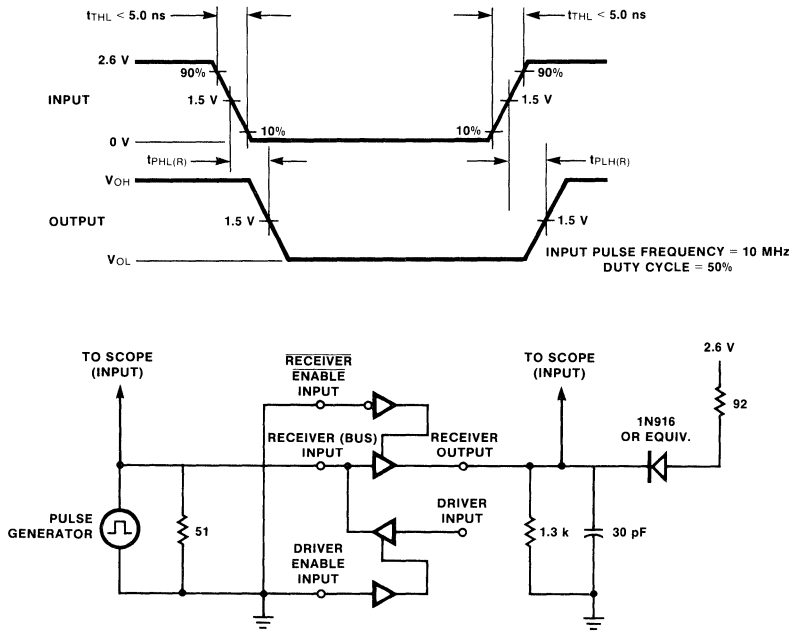 tTHL < 5.0 ns
tTHL < 5.0 ns
2.6 V
90%
90%
INPUT
1.5 V
1.5 V
10%
10%
0 V
tPHL(R)
tPLH(R)
VOH
OUTPUT
1.5 V
1.5 V
VOL
INPUT PULSE FREQUENCY = 10 MHz
DUTY CYCLE = 50%
TO SCOPE
(INPUT)
RECEIVER
ENABLE
INPUT
TO SCOPE
(INPUT)
2.6 V
92
1N916
OR EQUIV.
RECEIVER (BUS)
INPUT
RECEIVER
OUTPUT
PULSE
GENERATOR
51
DRIVER
INPUT
1.3 k
30 pF
DRIVER
ENABLE
INPUT